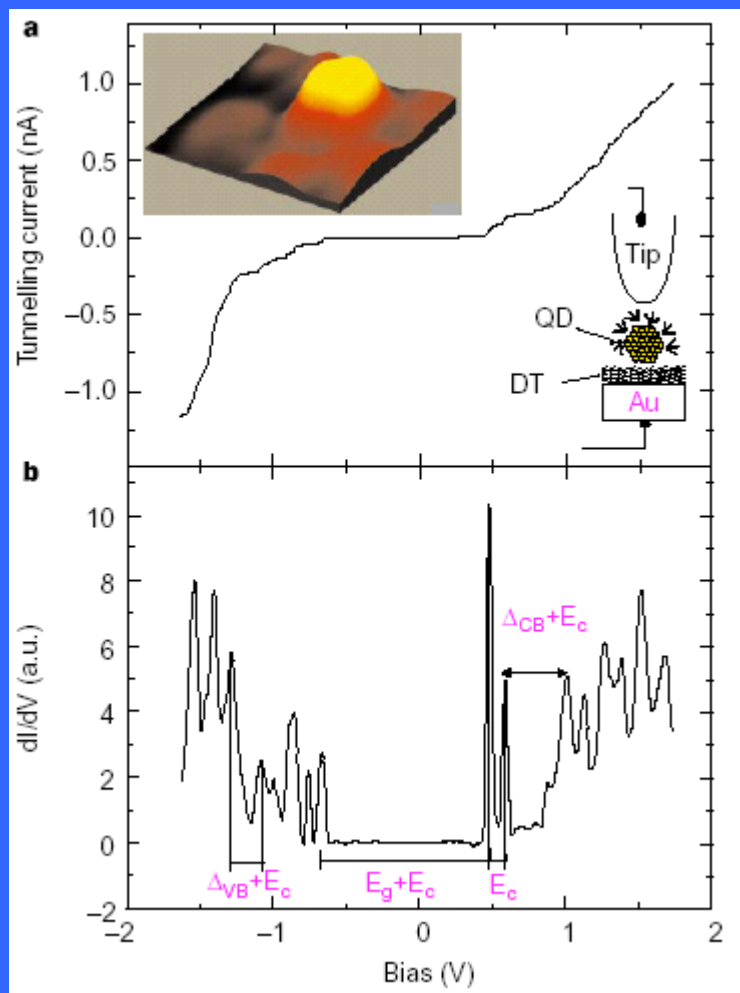 a
1.0
0.5
0.0
–0.5
–1.0
Tunnelling current (nA)
Tip
QD
DT
Au
b
10
8
6
4
2
0
–2
dI/dV (a.u.)
Δ_CB+E_c
Δ_VB+E_c
E_g+E_c
E_c
–2
–1
0
1
2
Bias (V)